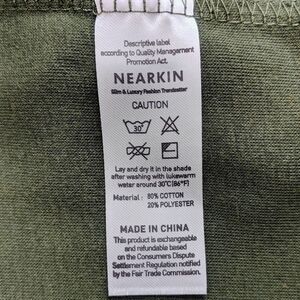 Descriptive label
according to Quality Management
Promotion Act.
NEARKIN
Slim & Luxury Fashion Trendsetter
CAUTION
30°
Lay and dry it in the shade
after washing with lukewarm
water around 30°C(86°F)
Material : 80% COTTON
20% POLYESTER
MADE IN CHINA
This product is exchangeable
and refundable based
on the Consumers Dispute
Settlement Regulation notified
by the Fair Trade Commission.